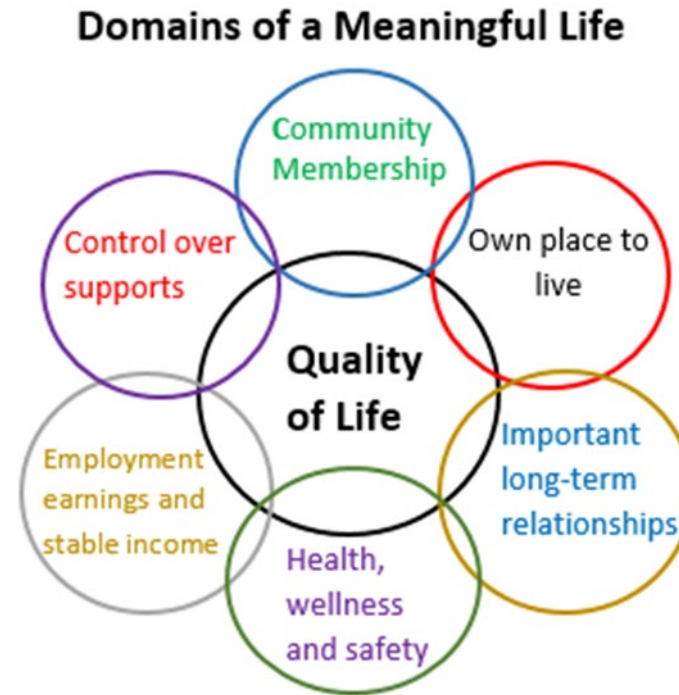 Domains of a Meaningful Life
Community
Membership
Own place to
live
Important
long-term
relationships
Health,
wellness
and safety
Employment
earnings and
stable income
Control over
supports
Quality
of Life